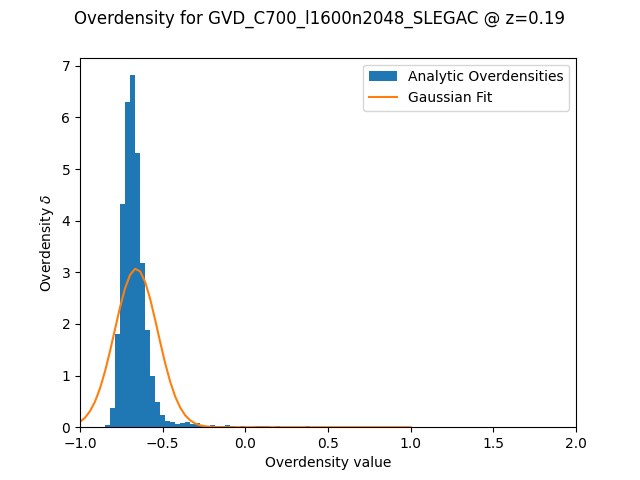 Overdensity for GVD_C700_l1600n2048_SLEGAC @ z=0.19
Analytic Overdensities
Gaussian Fit
Overdensity δ
7
6
5
4
3
2
1
0
−1.0 −0.5 0.0 0.5 1.0 1.5 2.0
Overdensity value